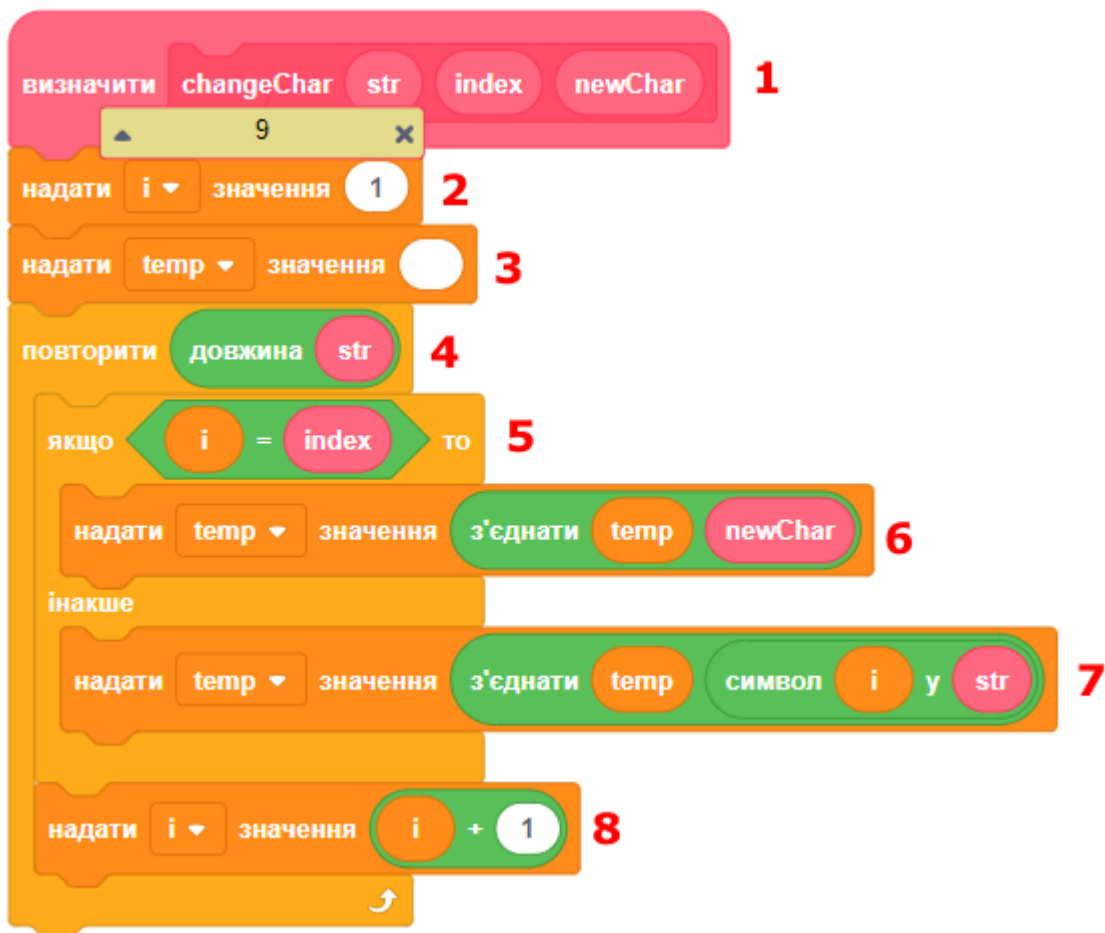 визначити changeChar str index newChar 1
9
надати i значення 1 2
надати temp значення 3
повторити довжина str 4
якщо i = index то 5
надати temp значення з'єднати temp newChar 6
інакше
надати temp значення з'єднати temp символ i у str 7
надати i значення i + 1 8